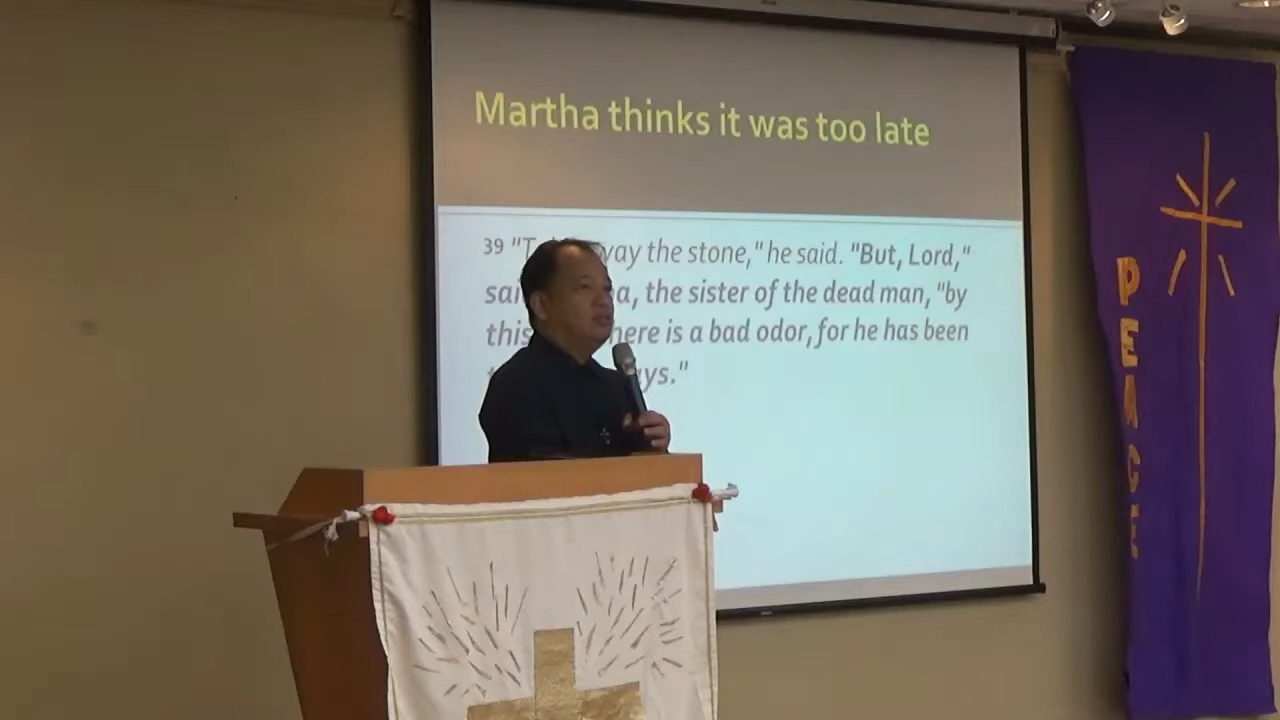 Martha thinks it was too late
39 "T way the stone," he said. "But, Lord,"
sai a, the sister of the dead man, "by
this here is a bad odor, for he has been
ys."
PEACE